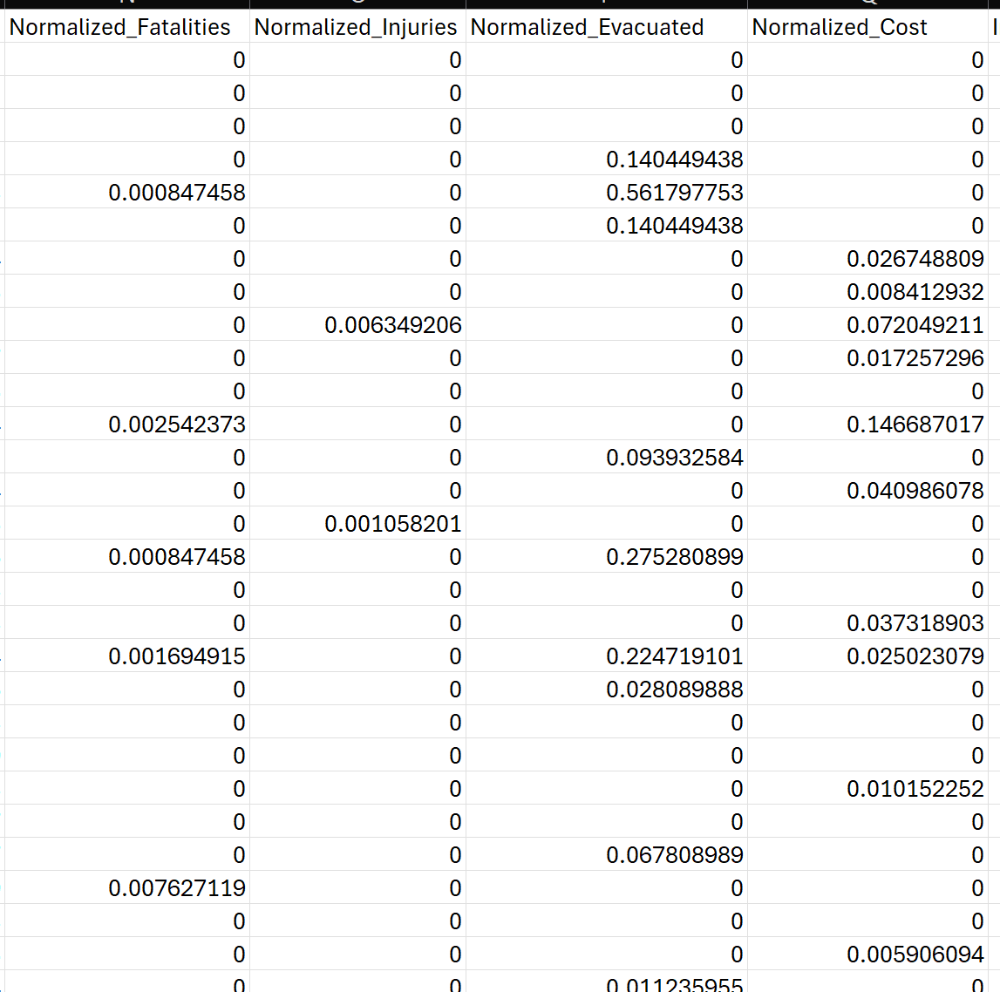 Normalized_Fatalities Normalized_Injuries Normalized_Evacuated Normalized_Cost
0 0 0 0
0 0 0 0
0 0 0 0
0 0 0.140449438 0
0.000847458 0 0.561797753 0
0 0 0.140449438 0
0 0 0 0.026748809
0 0 0 0.008412932
0 0.006349206 0 0.072049211
0 0 0 0.017257296
0 0 0 0
0.002542373 0 0 0.146687017
0 0 0.093932584 0
0 0 0 0.040986078
0 0.001058201 0 0
0.000847458 0 0.275280899 0
0 0 0 0
0 0 0 0.037318903
0.001694915 0 0.224719101 0.025023079
0 0 0.028089888 0
0 0 0 0
0 0 0 0
0 0 0 0.010152252
0 0 0 0
0 0 0.067808989 0
0.007627119 0 0 0
0 0 0 0
0 0 0 0.005906094
0 0 0.011235955 0